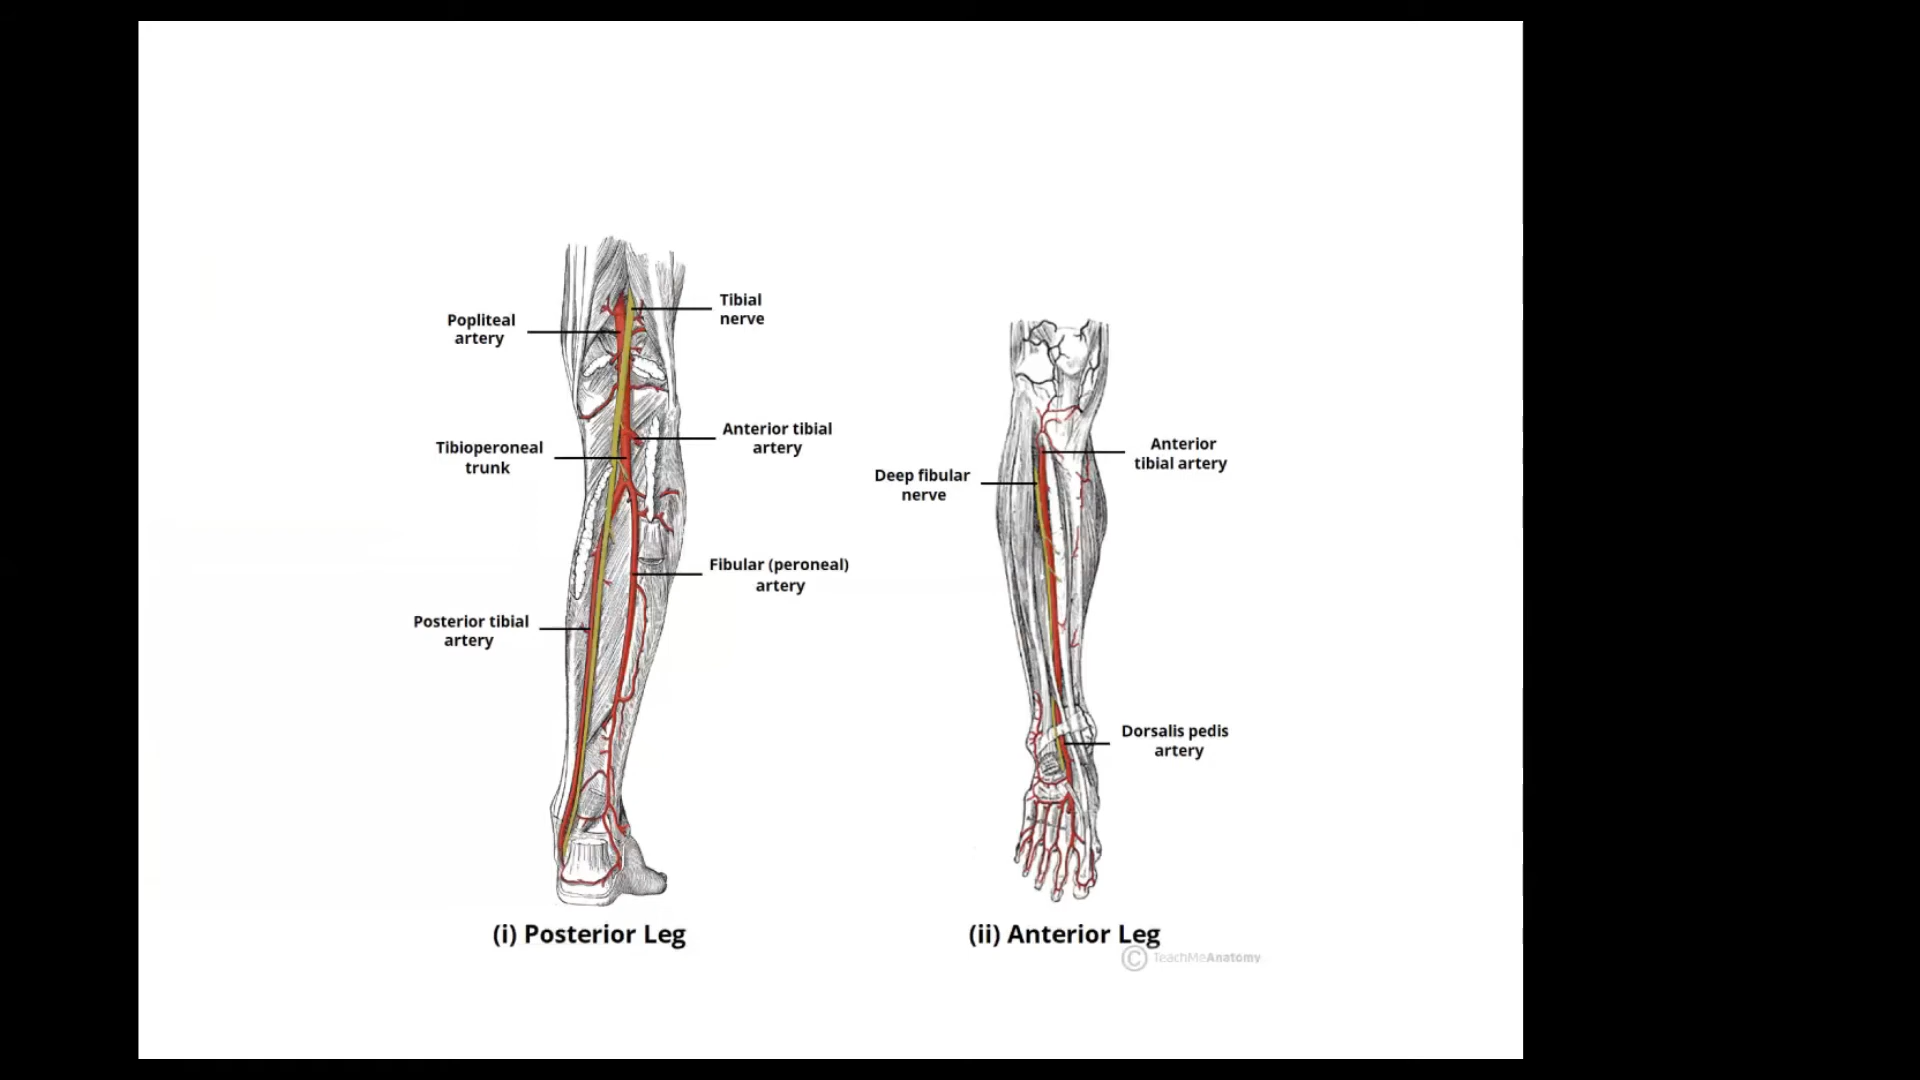 Popliteal
artery
Tibial
nerve
Tibioperoneal
trunk
Anterior tibial
artery
Fibular (peroneal)
artery
Posterior tibial
artery
(i) Posterior Leg
Deep fibular
nerve
Anterior
tibial artery
Dorsalis pedis
artery
(ii) Anterior Leg
© TeachMeAnatomy